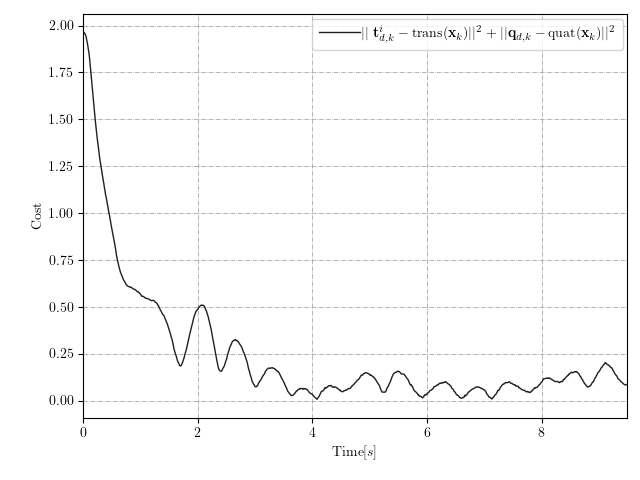 2.00
1.75
1.50
1.25
1.00
0.75
0.50
0.25
0.00
Cost
|| t^i_{d,k} − trans(x_k)||² + ||q_{d,k} − quat(x_k)||²
0 2 4 6 8
Time[s]